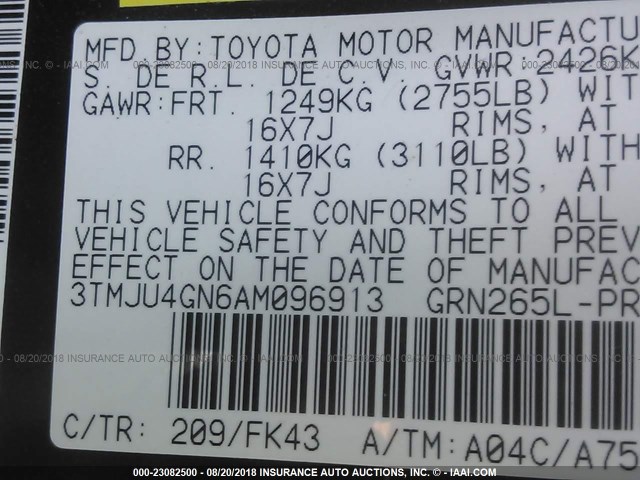 MFD BY: TOYOTA MOTOR MANUFACTU
S. DE R.L. DE C.V. GVWR 2426K
GAWR: FRT. 1249KG (2755LB) WIT
16X7J RIMS, AT
RR. 1410KG (3110LB) WITH
16X7J RIMS, AT
THIS VEHICLE CONFORMS TO ALL
VEHICLE SAFETY AND THEFT PREV
EFFECT ON THE DATE OF MANUFAC
3TMJU4GN6AM096913 GRN265L-PR
C/TR: 209/FK43 A/TM: A04C/A75
000-23082500 - 08/20/2018 INSURANCE AUTO AUCTIONS, INC. - © - IAAI.COM